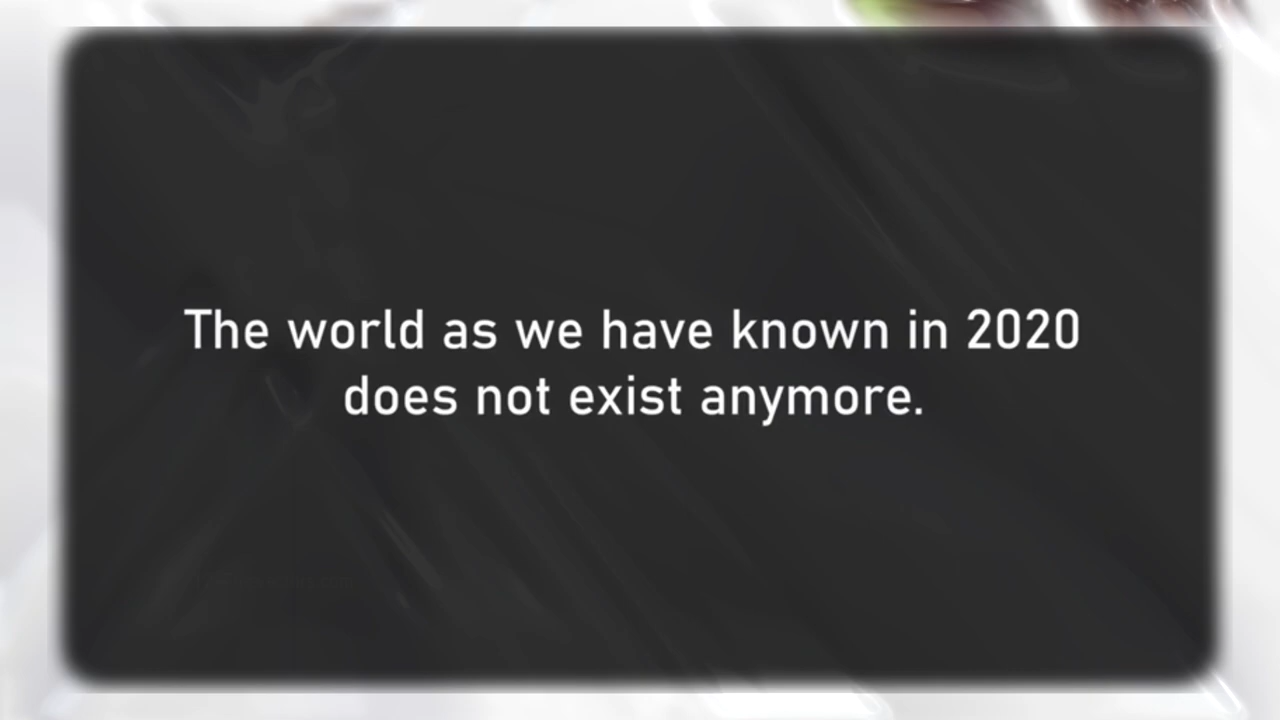 The world as we have known in 2020
does not exist anymore.